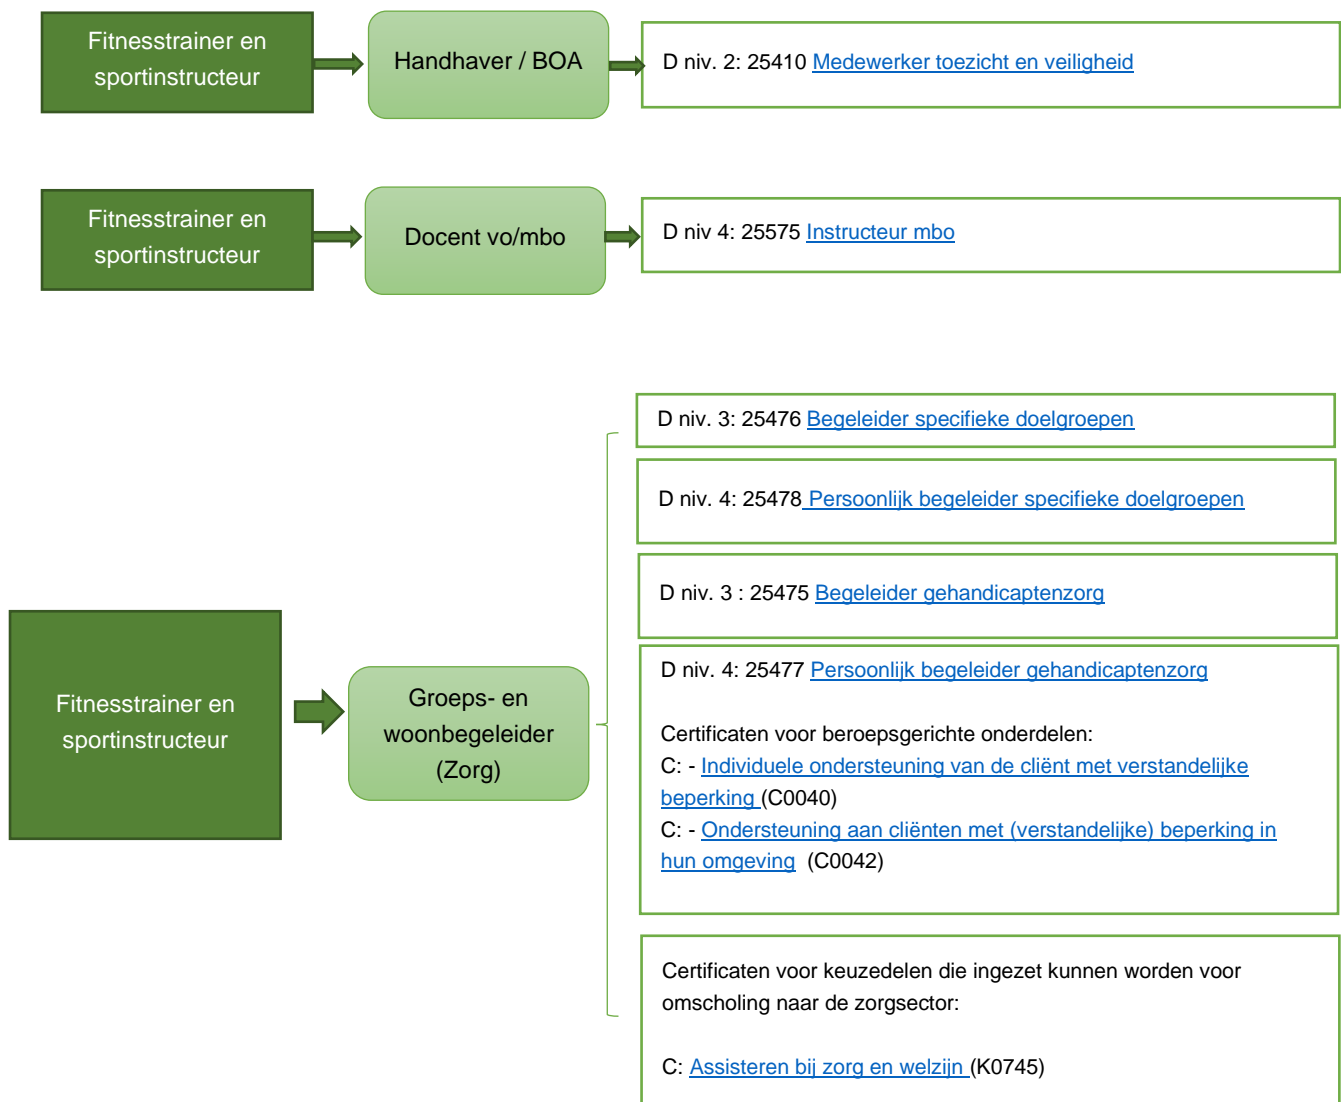 Fitnesstrainer en
sportinstructeur
Handhaver / BOA
D niv. 2: 25410 Medewerker toezicht en veiligheid
Fitnesstrainer en
sportinstructeur
Docent vo/mbo
D niv 4: 25575 Instructeur mbo
Fitnesstrainer en
sportinstructeur
Groeps- en
woonbegeleider
(Zorg)
D niv. 3: 25476 Begeleider specifieke doelgroepen
D niv. 4: 25478 Persoonlijk begeleider specifieke doelgroepen
D niv. 3 : 25475 Begeleider gehandicaptenzorg
D niv. 4: 25477 Persoonlijk begeleider gehandicaptenzorg
Certificaten voor beroepsgerichte onderdelen:
C: - Individuele ondersteuning van de cliënt met verstandelijke
beperking (C0040)
C: - Ondersteuning aan cliënten met (verstandelijke) beperking in
hun omgeving (C0042)
Certificaten voor keuzedelen die ingezet kunnen worden voor
omscholing naar de zorgsector:
C: Assisteren bij zorg en welzijn (K0745)